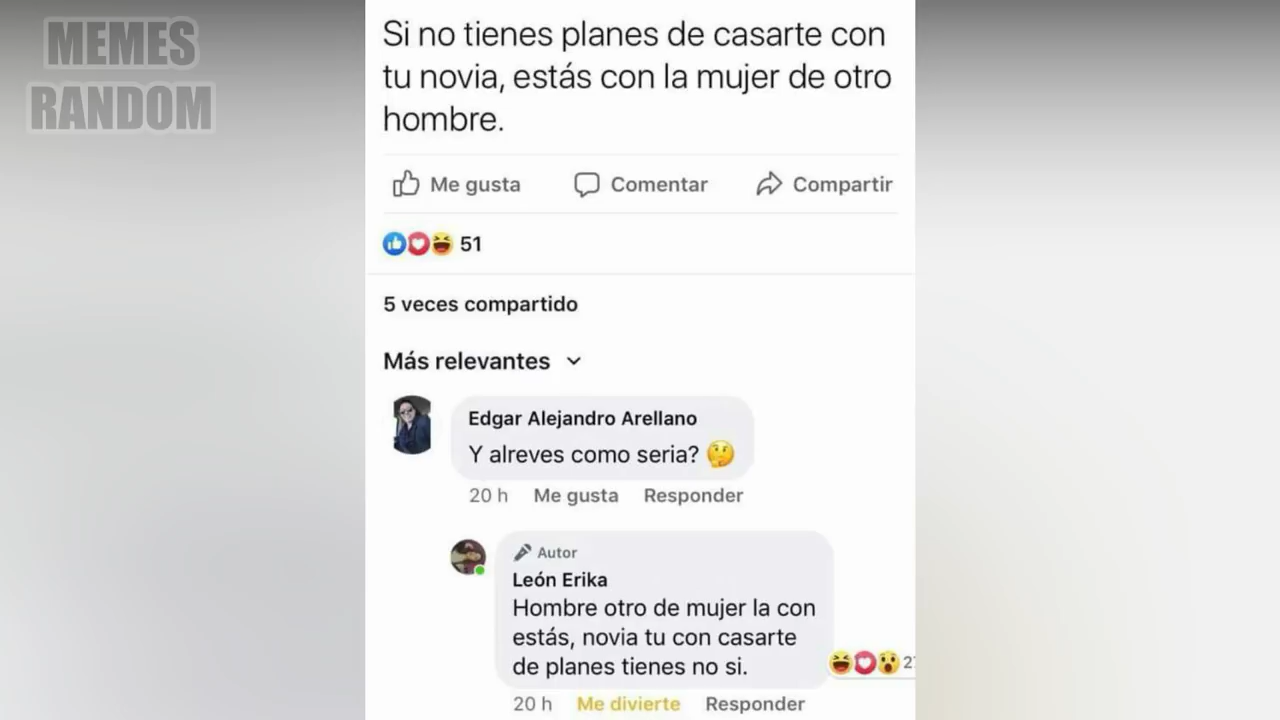 MEMES
RANDOM
Si no tienes planes de casarte con
tu novia, estás con la mujer de otro
hombre.
Me gusta Comentar Compartir
51
5 veces compartido
Más relevantes
Edgar Alejandro Arellano
Y alreves como seria? 🤔
20 h Me gusta Responder
Autor
León Erika
Hombre otro de mujer la con
estás, novia tu con casarte
de planes tienes no si.
20 h Me divierte Responder